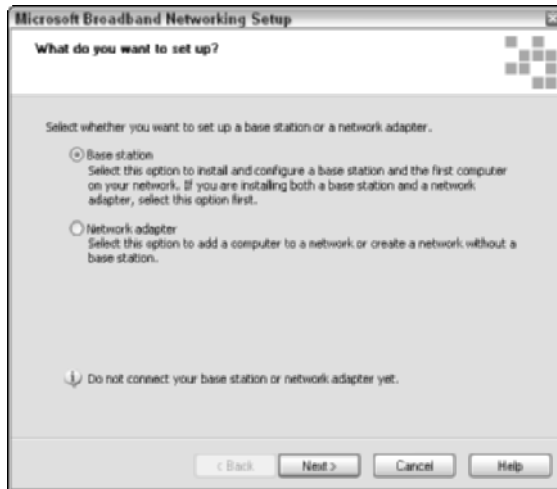 Microsoft Broadband Networking Setup
What do you want to set up?
Select whether you want to set up a base station or a network adapter.
Base station
Select this option to install and configure a base station and the first computer
on your network. If you are installing both a base station and a network
adapter, select this option first.
Network adapter
Select this option to add a computer to a network or create a network without a
base station.
Do not connect your base station or network adapter yet.
< Back
Next >
Cancel
Help